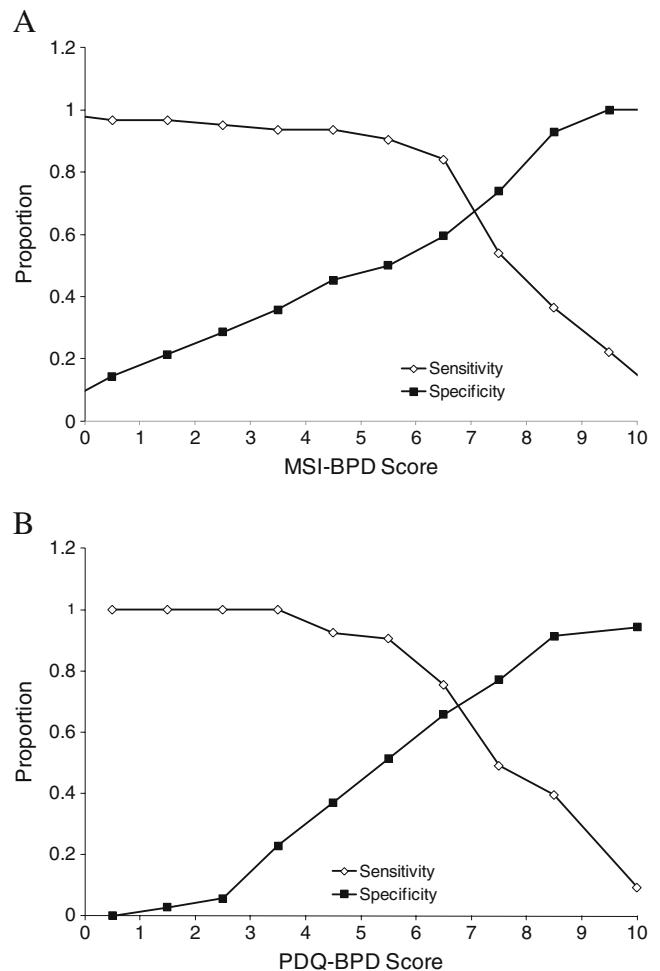 A
1.2
1
0.8
0.6
0.4
0.2
0
Proportion
Sensitivity
Specificity
0 1 2 3 4 5 6 7 8 9 10
MSI-BPD Score
B
1.2
1
0.8
0.6
0.4
0.2
0
Proportion
Sensitivity
Specificity
0 1 2 3 4 5 6 7 8 9 10
PDQ-BPD Score